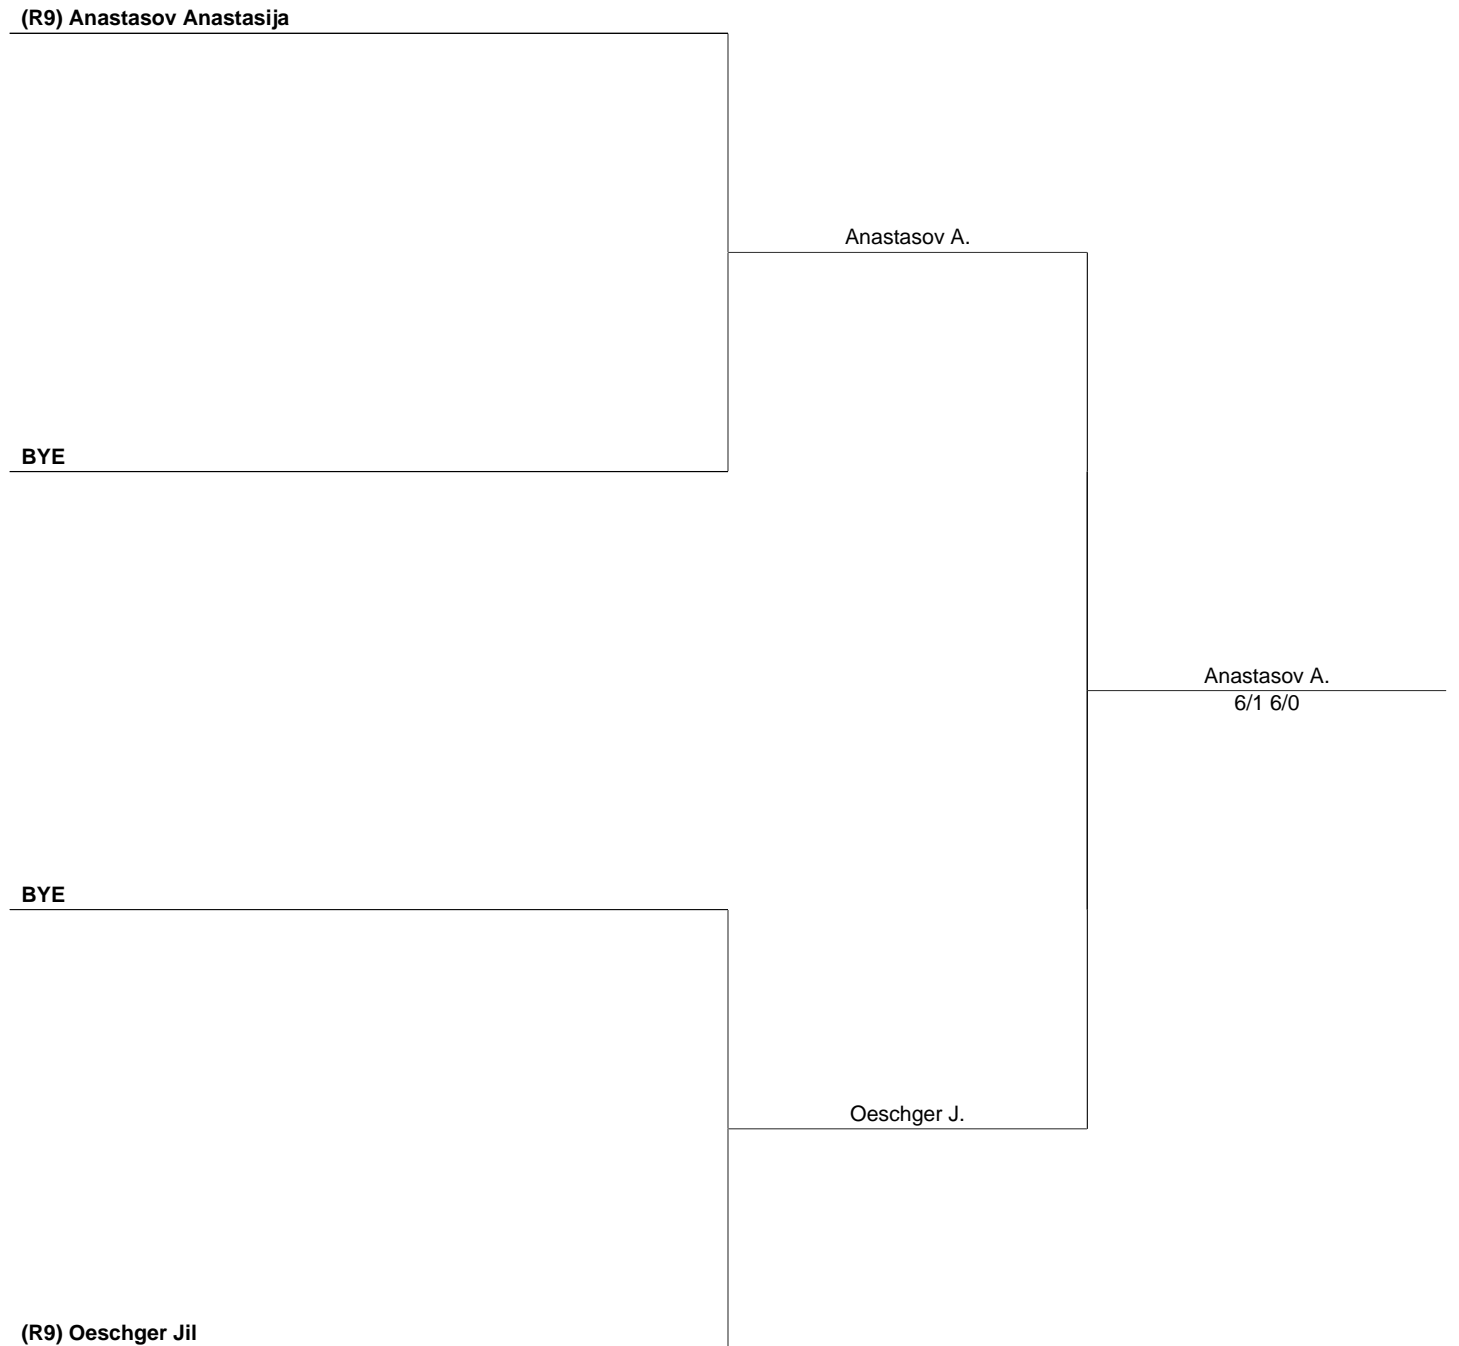 (R9) Anastasov Anastasija
Anastasov A.
BYE
Anastasov A.
6/1 6/0
BYE
Oeschger J.
(R9) Oeschger Jil